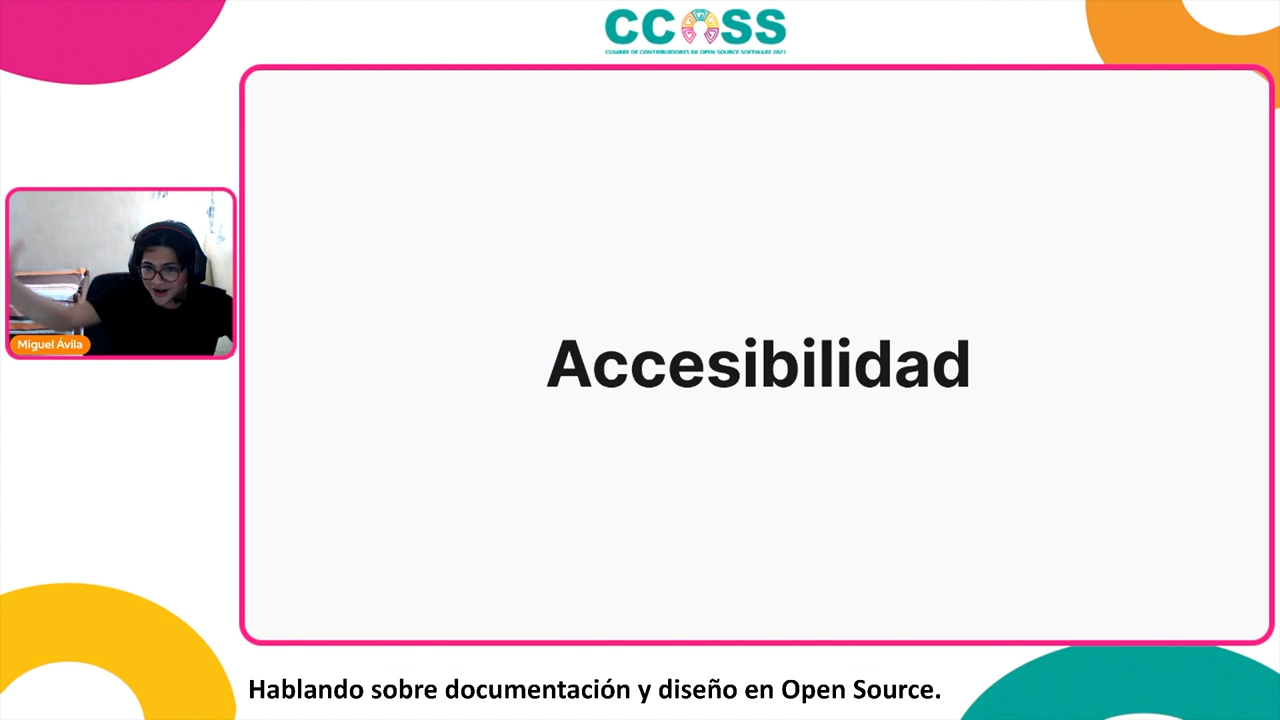 CCOSS
CUMBRE DE CONTRIBUIDORES DE OPEN SOURCE SOFTWARE 2021
Accesibilidad
Miguel Ávila
Hablando sobre documentación y diseño en Open Source.